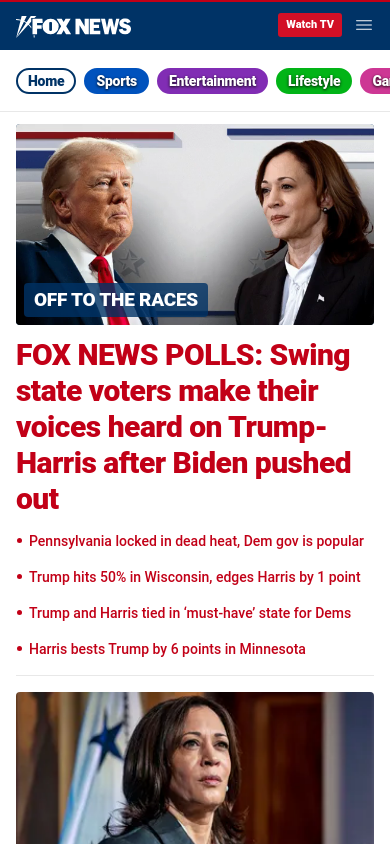 FOX NEWS
Watch TV
Home
Sports
Entertainment
Lifestyle
OFF TO THE RACES
FOX NEWS POLLS: Swing
state voters make their
voices heard on Trump-
Harris after Biden pushed
out
• Pennsylvania locked in dead heat, Dem gov is popular
• Trump hits 50% in Wisconsin, edges Harris by 1 point
• Trump and Harris tied in ‘must-have’ state for Dems
• Harris bests Trump by 6 points in Minnesota